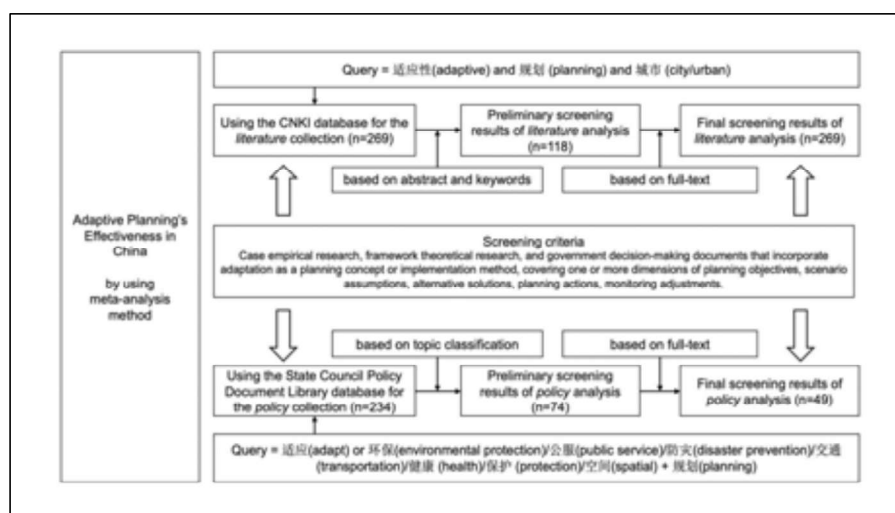 Query = 适应性(adaptive) and 规划 (planning) and 城市 (city/urban)
Using the CNKI database for the
literature collection (n=269)
Preliminary screening
results of literature analysis
(n=118)
Final screening results of
literature analysis (n=269)
based on abstract and keywords
based on full-text
Adaptive Planning's
Effectiveness in
China
by using
meta-analysis
method
Screening criteria
Case empirical research, framework theoretical research, and government decision-making documents that incorporate
adaptation as a planning concept or implementation method, covering one or more dimensions of planning objectives, scenario
assumptions, alternative solutions, planning actions, monitoring adjustments.
based on topic classification
based on full-text
Using the State Council Policy
Document Library database for
the policy collection (n=234)
Preliminary screening
results of policy analysis
(n=74)
Final screening results of
policy analysis (n=49)
Query = 适应(adapt) or 环保(environmental protection)/公服(public service)/防灾(disaster prevention)/交通
(transportation)/健康 (health)/保护 (protection)/空间(spatial) + 规划(planning)